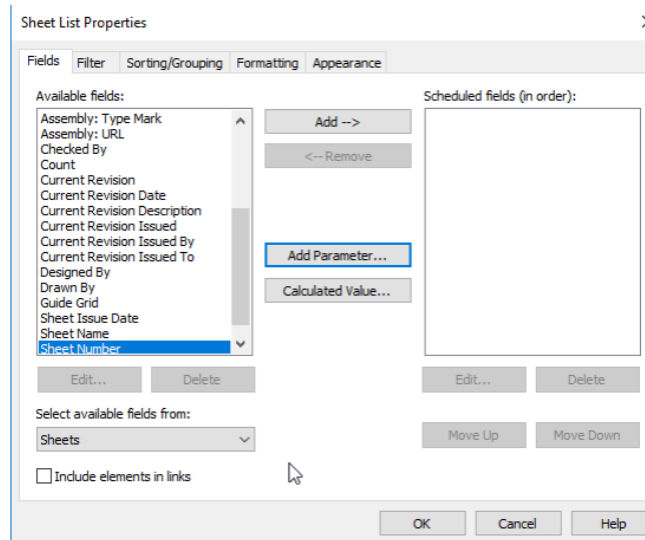 Sheet List Properties
Fields Filter Sorting/Grouping Formatting Appearance
Available fields:
Scheduled fields (in order):
Assembly: Type Mark
Assembly: URL
Checked By
Count
Current Revision
Current Revision Date
Current Revision Description
Current Revision Issued
Current Revision Issued By
Current Revision Issued To
Designed By
Drawn By
Guide Grid
Sheet Issue Date
Sheet Name
Sheet Number
Add -->
<-- Remove
Add Parameter...
Calculated Value...
Edit... Delete
Edit... Delete
Select available fields from:
Sheets
Move Up Move Down
Include elements in links
OK Cancel Help